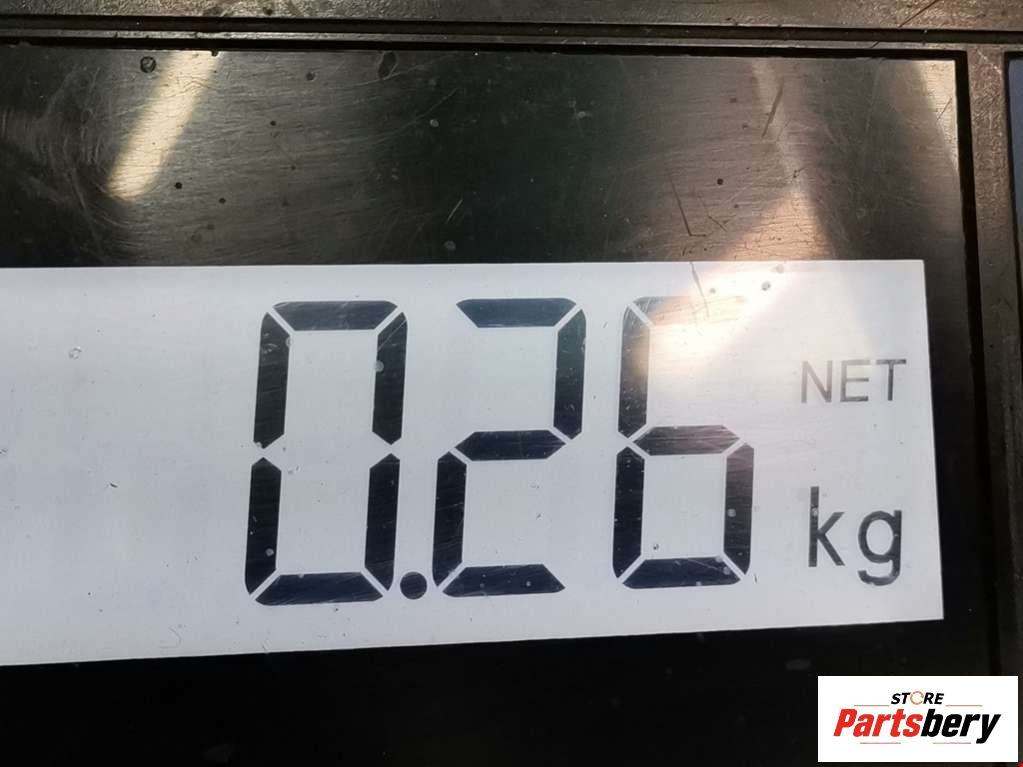 0.26
NET
kg
STORE
Partsbery